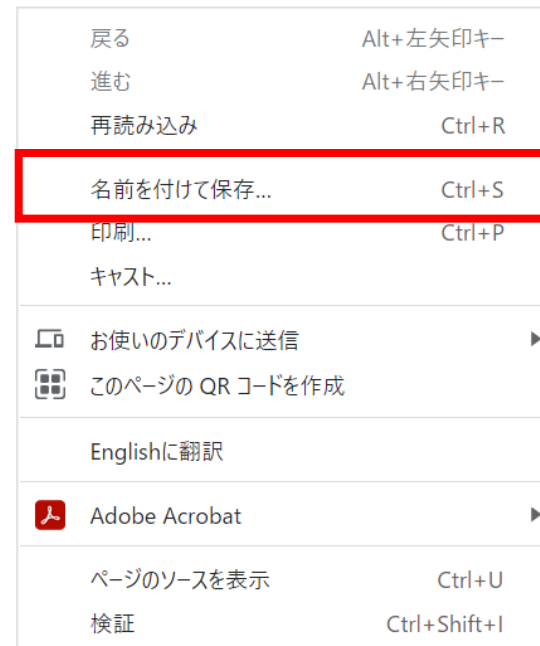 戻る Alt+左矢印キー
進む Alt+右矢印キー
再読み込み Ctrl+R
名前を付けて保存... Ctrl+S
印刷... Ctrl+P
キャスト...
お使いのデバイスに送信
このページの QR コードを作成
Englishに翻訳
Adobe Acrobat
ページのソースを表示 Ctrl+U
検証 Ctrl+Shift+I